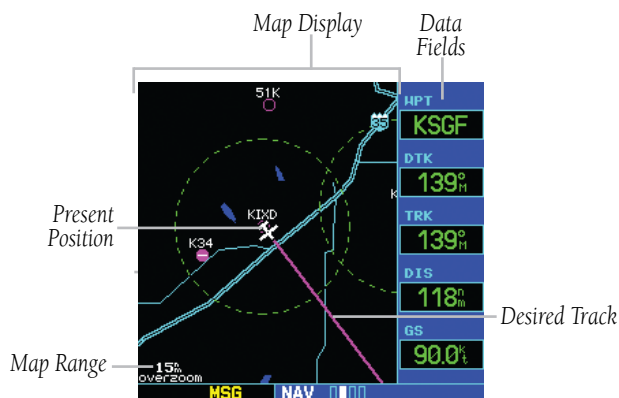 Map Display
Data
Fields
51K
35
WPT
KSGF
DTK
139°M
K
TRK
139°M
Present
Position
KIXD
K34
DIS
118nm
Desired Track
GS
90.0kt
Map Range
15nm
overzoom
MSG
NAV